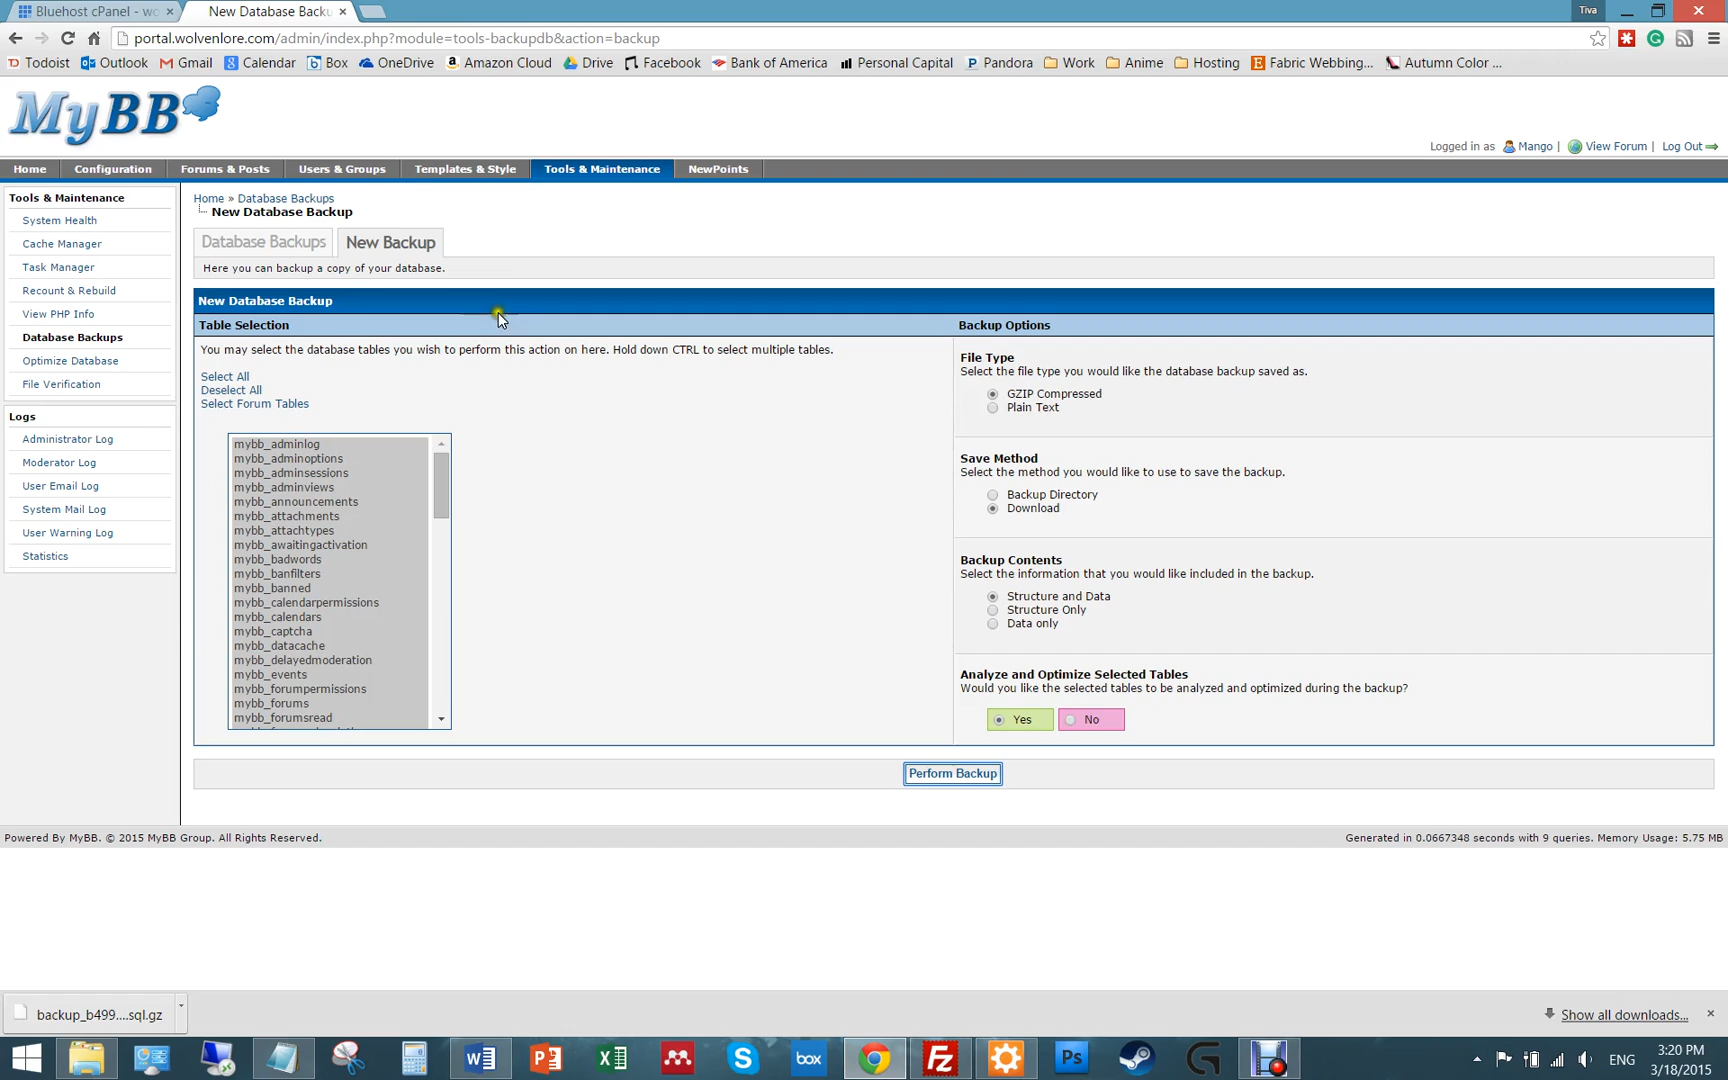 Bluehost cPanel - wo
New Database Backu
Tiva
portal.wolvenlore.com/admin/index.php?module=tools-backupdb&action=backup
Todoist Outlook Gmail Calendar Box OneDrive Amazon Cloud Drive Facebook Bank of America Personal Capital Pandora Work Anime Hosting Fabric Webbing... Autumn Color ...
MyBB
Logged in as Mango | View Forum | Log Out
Home Configuration Forums & Posts Users & Groups Templates & Style Tools & Maintenance NewPoints
Tools & Maintenance
System Health
Cache Manager
Task Manager
Recount & Rebuild
View PHP Info
Database Backups
Optimize Database
File Verification
Logs
Administrator Log
Moderator Log
User Email Log
System Mail Log
User Warning Log
Statistics
Home » Database Backups
New Database Backup
Database Backups New Backup
Here you can backup a copy of your database.
New Database Backup
Table Selection
You may select the database tables you wish to perform this action on here. Hold down CTRL to select multiple tables.
Select All
Deselect All
Select Forum Tables
mybb_adminlog
mybb_adminoptions
mybb_adminsessions
mybb_adminviews
mybb_announcements
mybb_attachments
mybb_attachtypes
mybb_awaitingactivation
mybb_badwords
mybb_banfilters
mybb_banned
mybb_calendarpermissions
mybb_calendars
mybb_captcha
mybb_datacache
mybb_delayedmoderation
mybb_events
mybb_forumpermissions
mybb_forums
mybb_forumsread
Backup Options
File Type
Select the file type you would like the database backup saved as.
GZIP Compressed
Plain Text
Save Method
Select the method you would like to use to save the backup.
Backup Directory
Download
Backup Contents
Select the information that you would like included in the backup.
Structure and Data
Structure Only
Data only
Analyze and Optimize Selected Tables
Would you like the selected tables to be analyzed and optimized during the backup?
Yes No
Perform Backup
Powered By MyBB. © 2015 MyBB Group. All Rights Reserved.
Generated in 0.0667348 seconds with 9 queries. Memory Usage: 5.75 MB
backup_b499....sql.gz
Show all downloads...
box
ENG
3:20 PM
3/18/2015